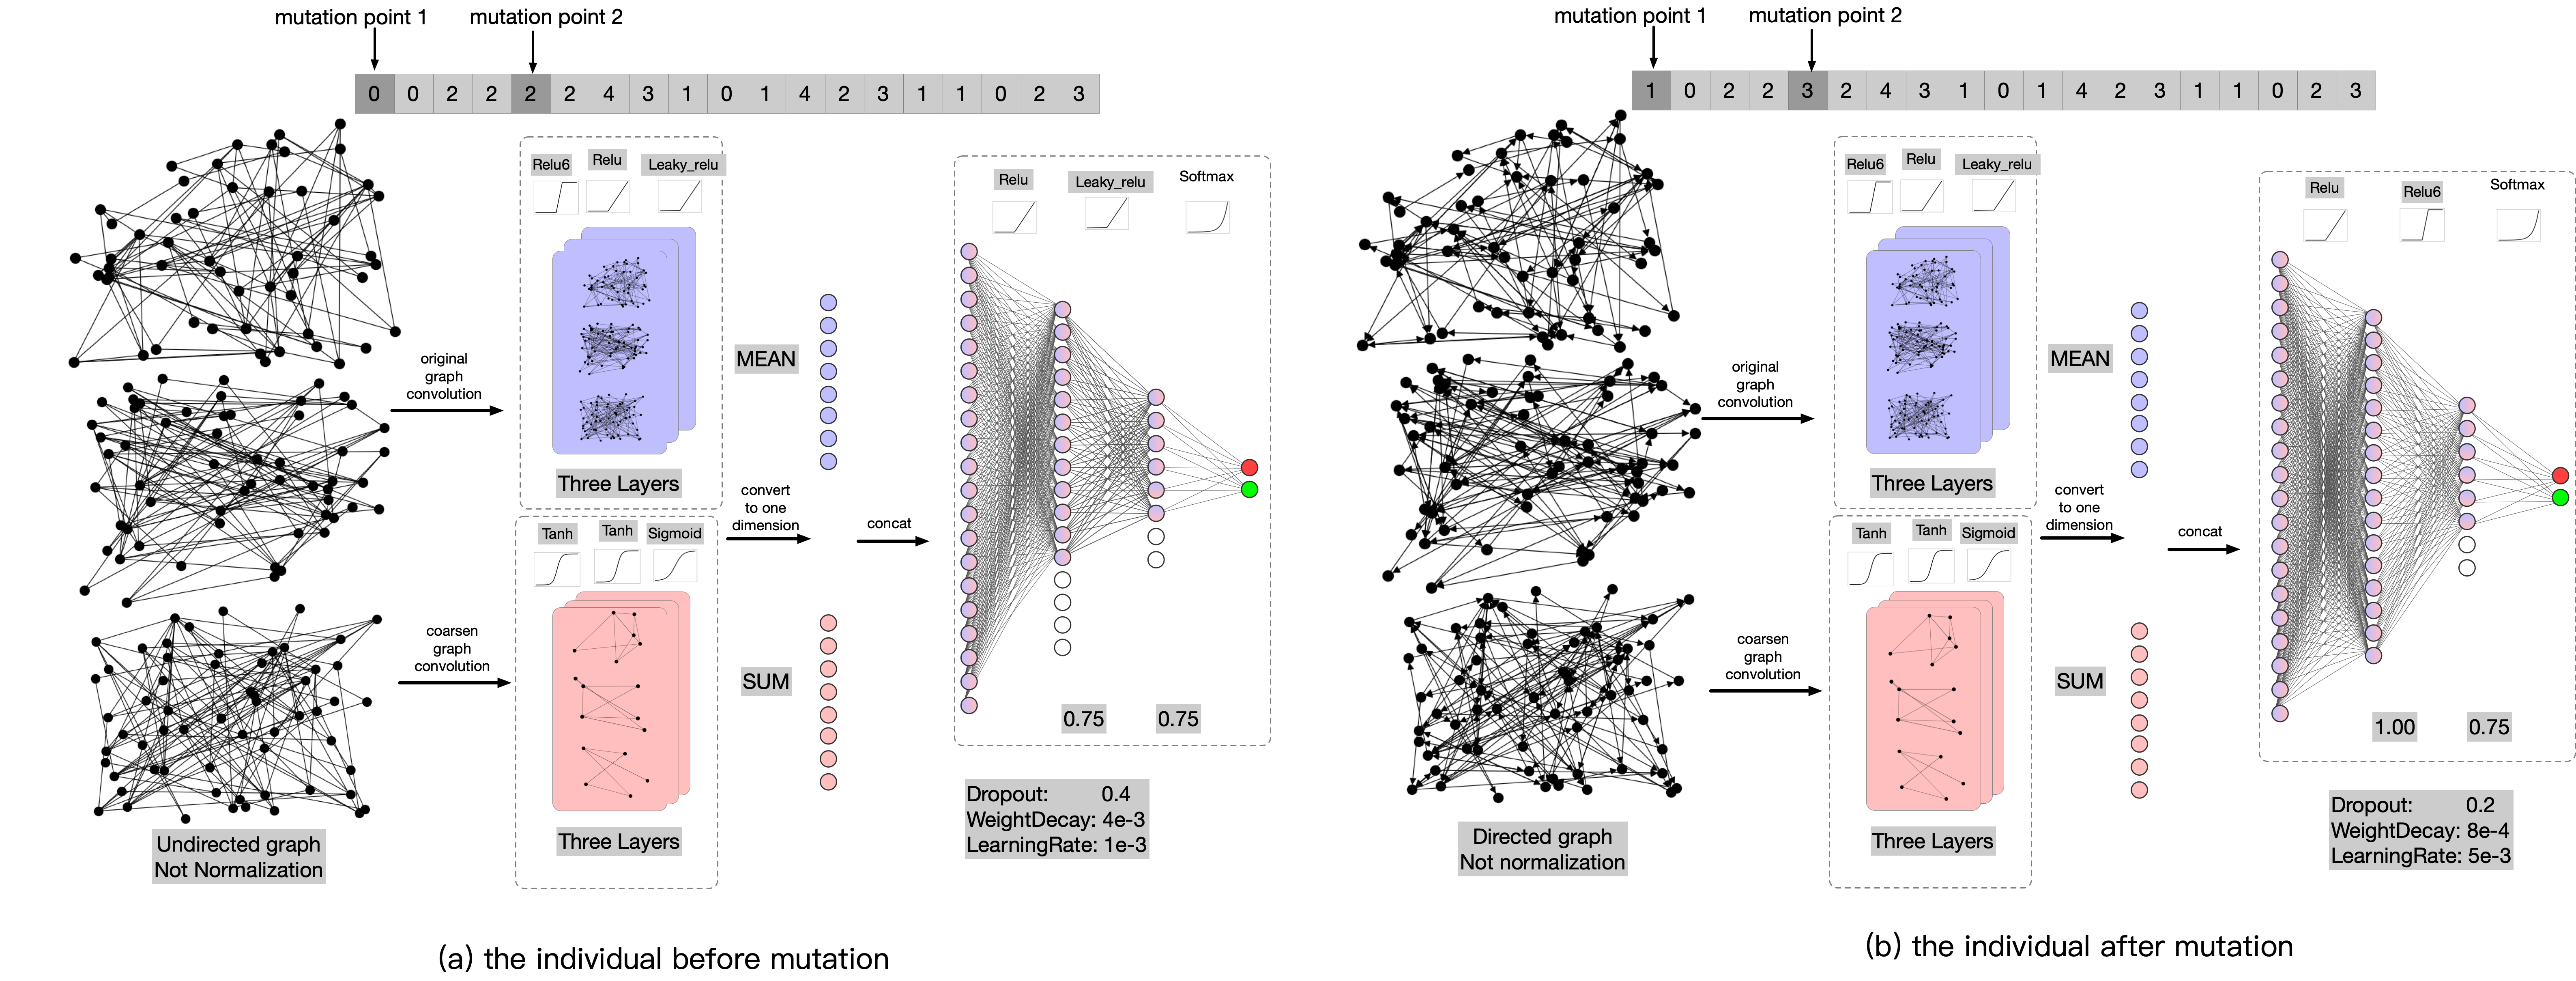 mutation point 1
mutation point 2
0 0 2 2 2 2 4 3 1 0 1 4 2 3 1 1 0 2 3
Relu6
Relu
Leaky_relu
original
graph
convolution
Three Layers
MEAN
Tanh
Tanh
Sigmoid
coarsen
graph
convolution
Three Layers
SUM
convert
to one
dimension
concat
Relu
Leaky_relu
Softmax
0.75
0.75
Undirected graph
Not Normalization
Dropout: 0.4
WeightDecay: 4e-3
LearningRate: 1e-3
(a) the individual before mutation
mutation point 1
mutation point 2
1 0 2 2 3 2 4 3 1 0 1 4 2 3 1 1 0 2 3
Relu6
Relu
Leaky_relu
original
graph
convolution
Three Layers
MEAN
Tanh
Tanh
Sigmoid
coarsen
graph
convolution
Three Layers
SUM
convert
to one
dimension
concat
Relu
Relu6
Softmax
1.00
0.75
Directed graph
Not normalization
Dropout: 0.2
WeightDecay: 8e-4
LearningRate: 5e-3
(b) the individual after mutation